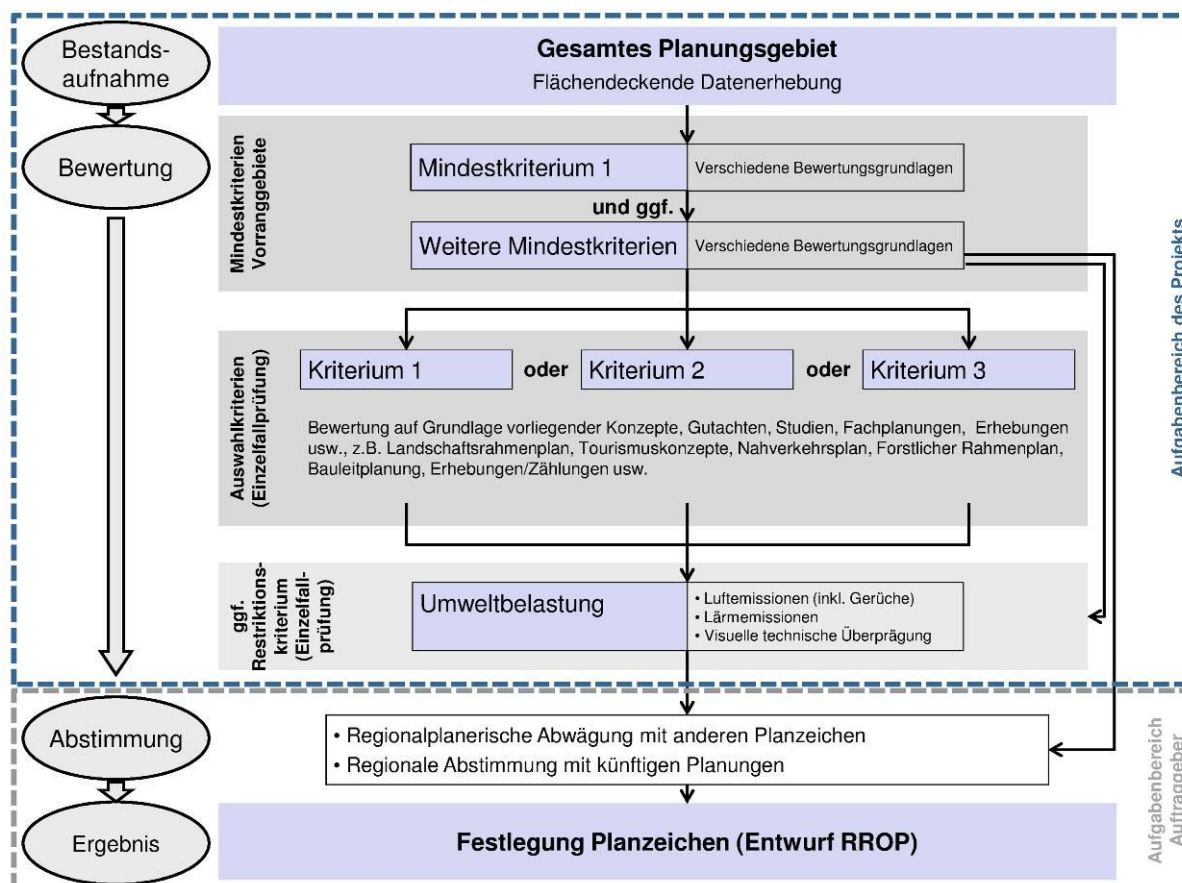 Bestands-
aufnahme
Gesamtes Planungsgebiet
Flächendeckende Datenerhebung
Bewertung
Mindestkriterien
Vorranggebiete
Mindestkriterium 1
Verschiedene Bewertungsgrundlagen
und ggf.
Weitere Mindestkriterien
Verschiedene Bewertungsgrundlagen
Auswahlkriterien
(Einzelfallprüfung)
Kriterium 1 oder Kriterium 2 oder Kriterium 3
Bewertung auf Grundlage vorliegender Konzepte, Gutachten, Studien, Fachplanungen, Erhebungen
usw., z.B. Landschaftsrahmenplan, Tourismuskonzepte, Nahverkehrsplan, Forstlicher Rahmenplan,
Bauleitplanung, Erhebungen/Zählungen usw.
ggf.
Restriktions-
kriterium
(Einzelfall-
prüfung)
Umweltbelastung
• Luftemissionen (inkl. Gerüche)
• Lärmemissionen
• Visuelle technische Überprägung
Aufgabenbereich des Projekts
Abstimmung
• Regionalplanerische Abwägung mit anderen Planzeichen
• Regionale Abstimmung mit künftigen Planungen
Ergebnis
Festlegung Planzeichen (Entwurf RROP)
Aufgabenbereich
Auftraggeber